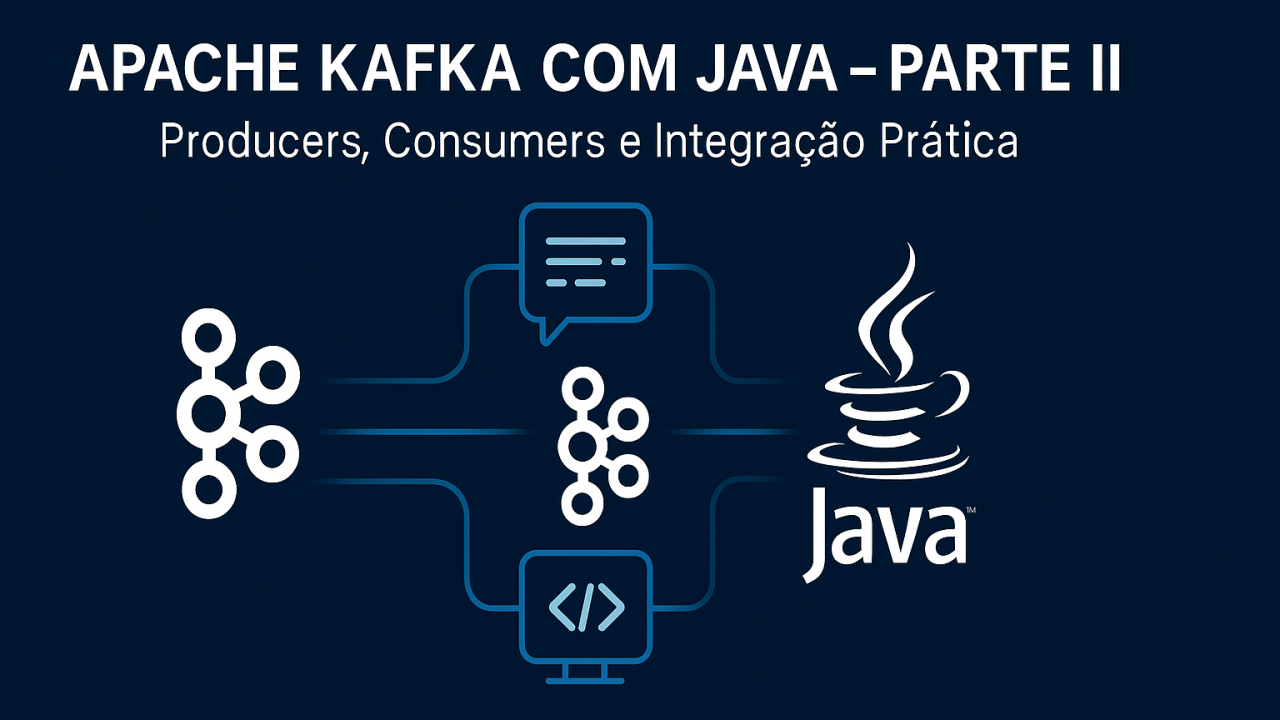 APACHE KAFKA COM JAVA – PARTE II
Producers, Consumers e Integração Prática
</>
Java™